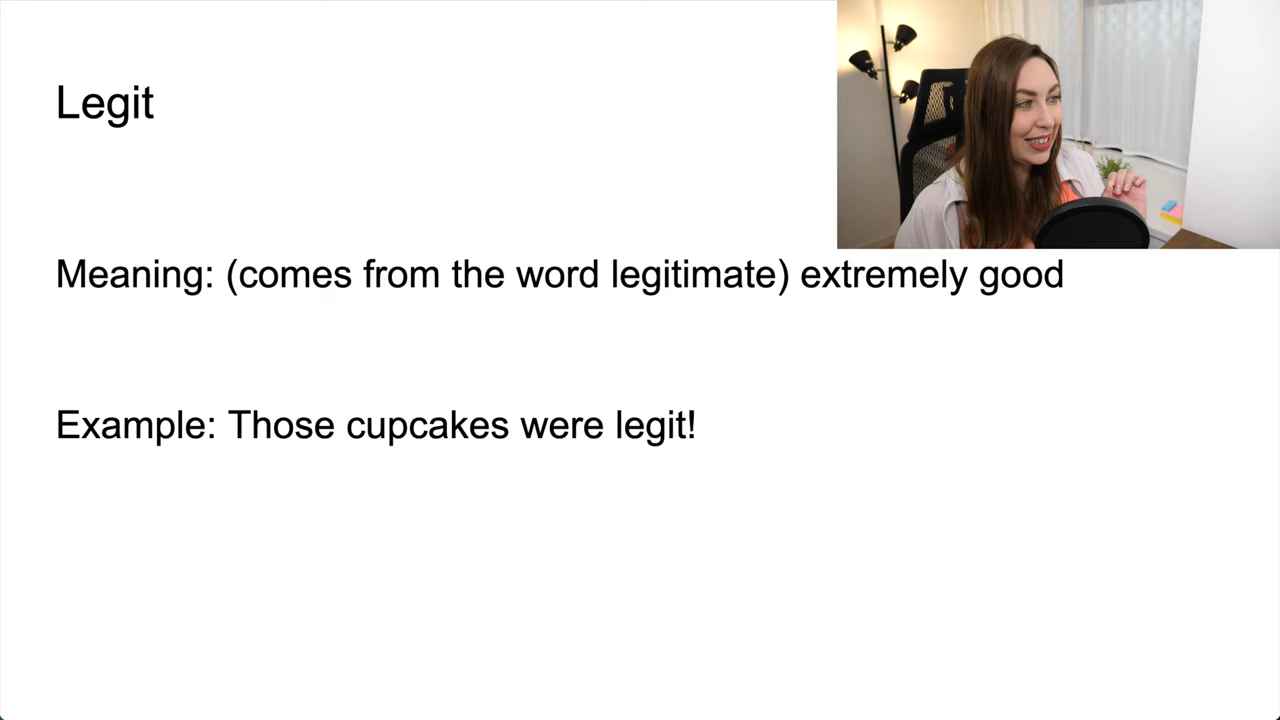 Legit
Meaning: (comes from the word legitimate) extremely good
Example: Those cupcakes were legit!